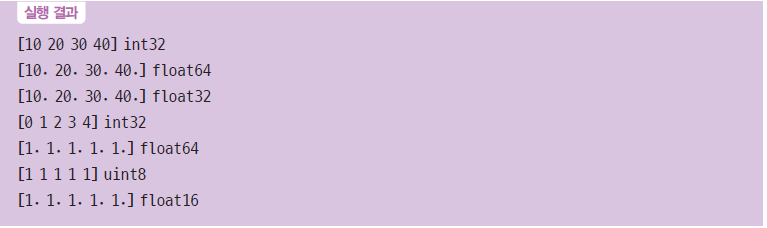 실행 결과
[10 20 30 40] int32
[10. 20. 30. 40.] float64
[10. 20. 30. 40.] float32
[0 1 2 3 4] int32
[1. 1. 1. 1. 1.] float64
[1 1 1 1 1] uint8
[1. 1. 1. 1. 1.] float16